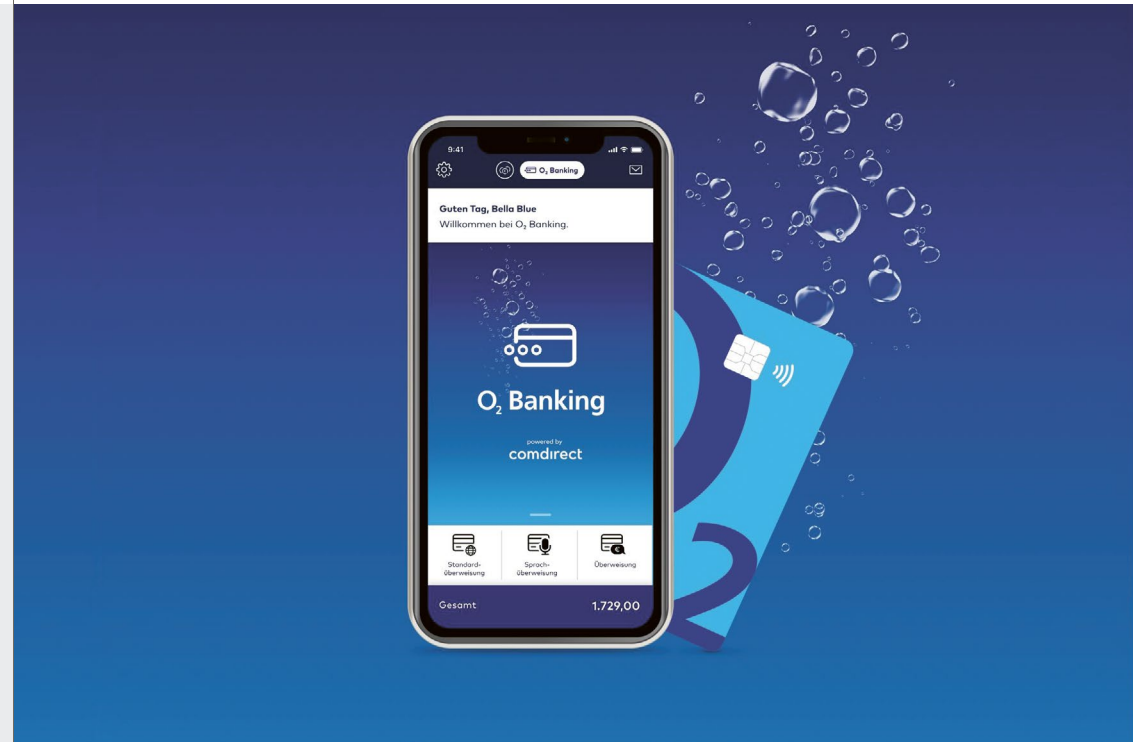 9:41
O₂ Banking
Guten Tag, Bella Blue
Willkommen bei O₂ Banking.
O₂ Banking
powered by
comdirect
Standard-
überweisung
Sprach-
überweisung
Überweisung
Gesamt 1.729,00
O2